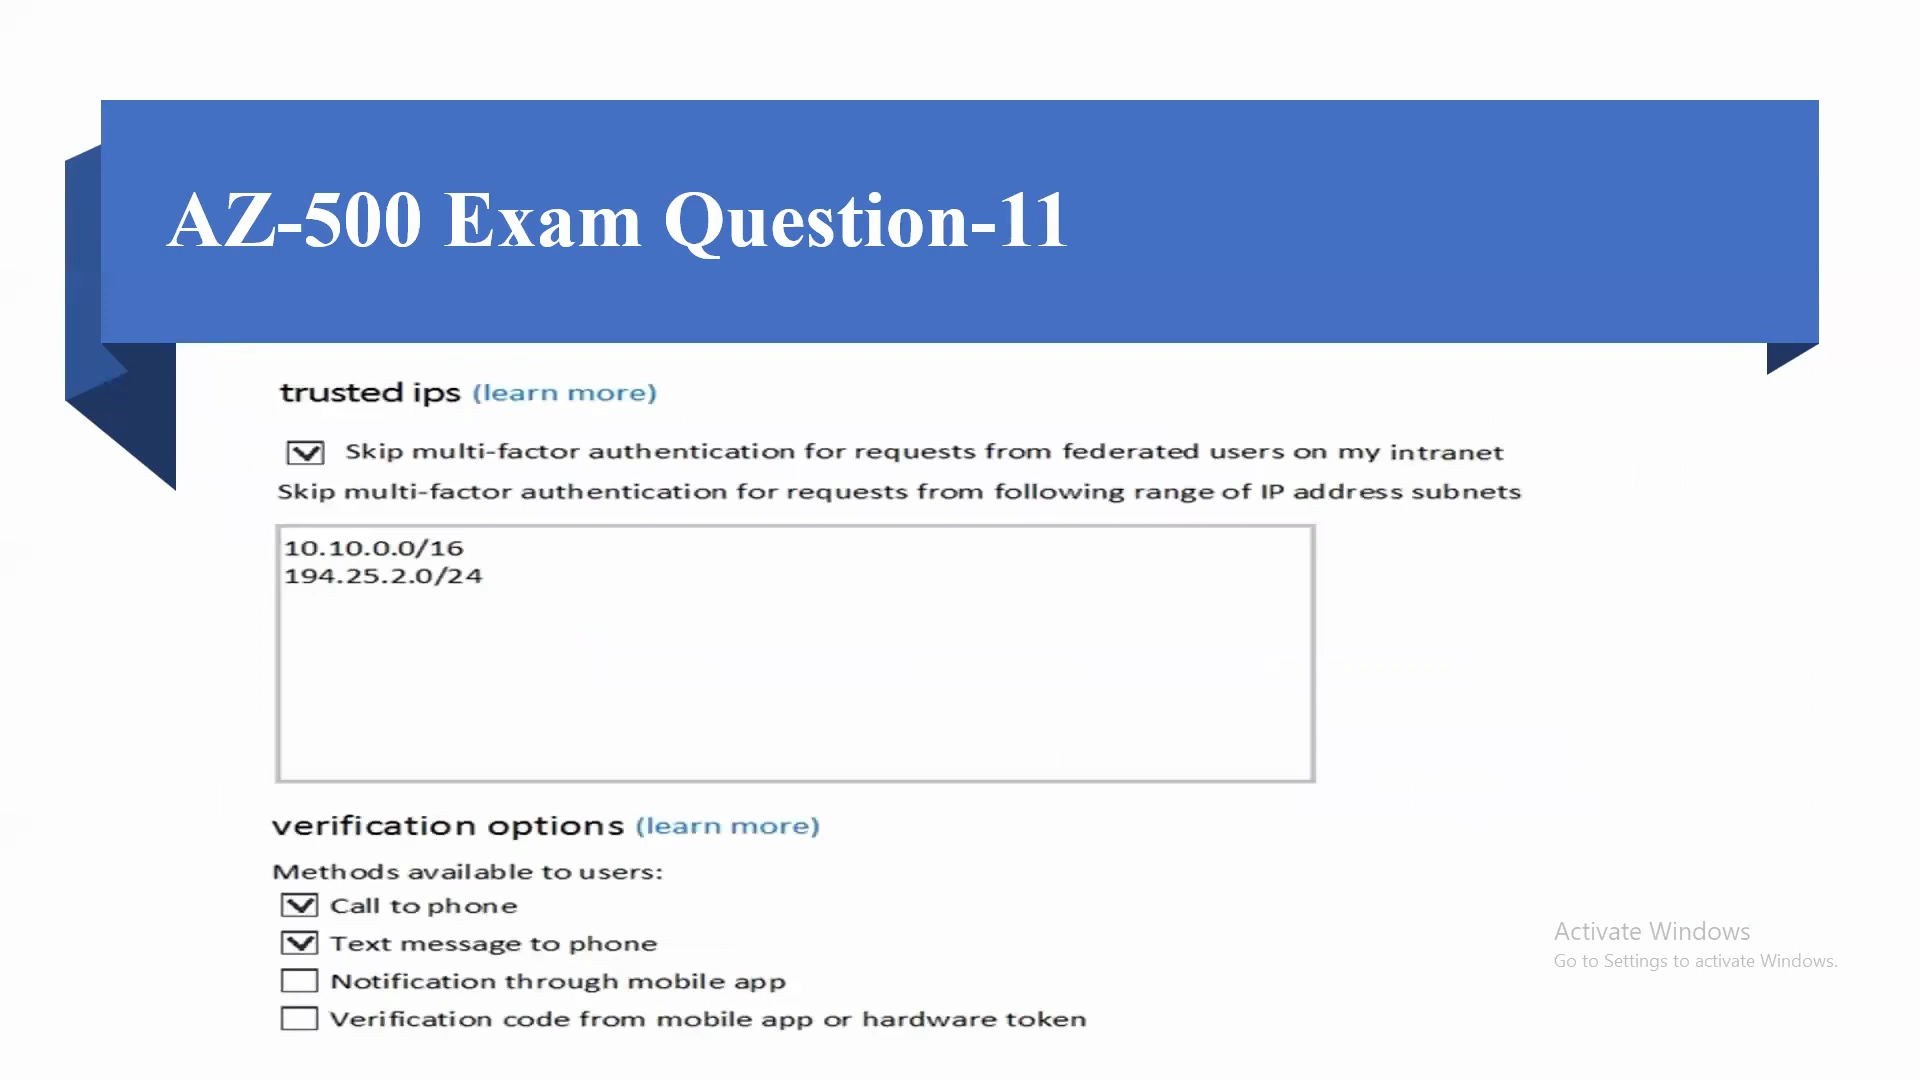 AZ-500 Exam Question-11
trusted ips (learn more)
Skip multi-factor authentication for requests from federated users on my intranet
Skip multi-factor authentication for requests from following range of IP address subnets
10.10.0.0/16
194.25.2.0/24
verification options (learn more)
Methods available to users:
Call to phone
Text message to phone
Notification through mobile app
Verification code from mobile app or hardware token
Activate Windows
Go to Settings to activate Windows.